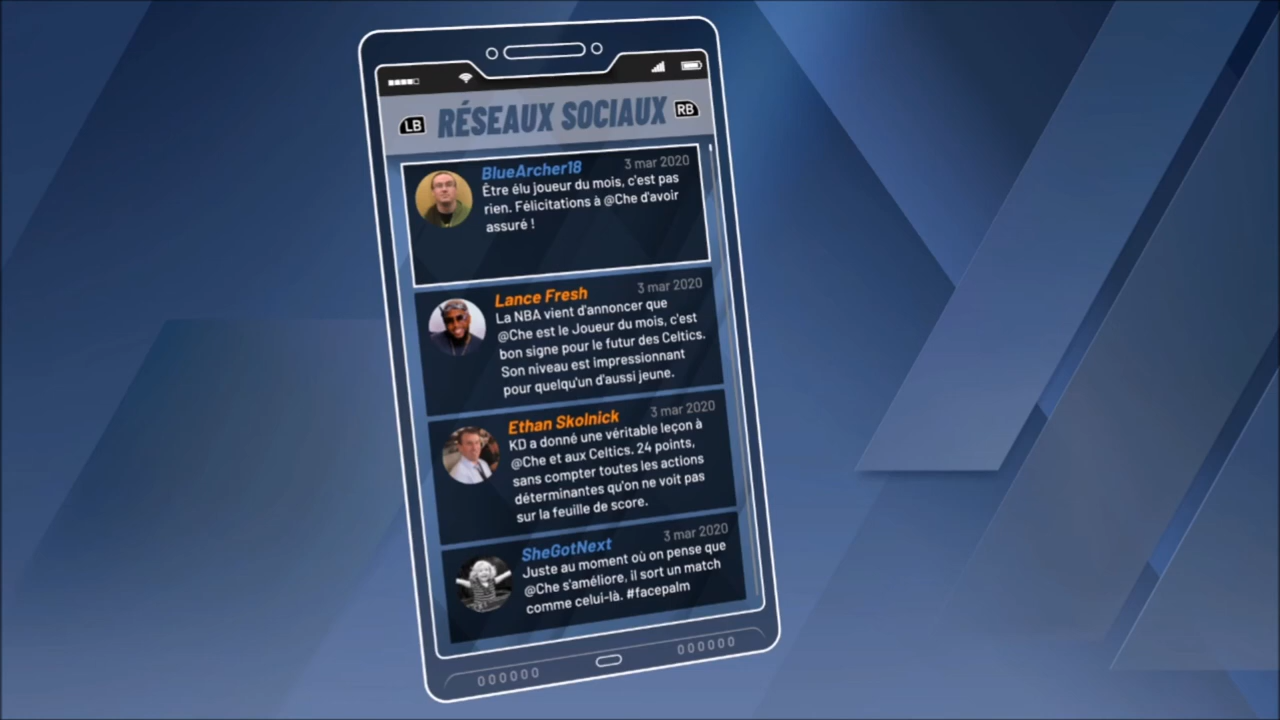 LB RÉSEAUX SOCIAUX RB
BlueArcher18 3 mar 2020
Être élu joueur du mois, c'est pas
rien. Félicitations à @Che d'avoir
assuré !
Lance Fresh 3 mar 2020
La NBA vient d'annoncer que
@Che est le Joueur du mois, c'est
bon signe pour le futur des Celtics.
Son niveau est impressionnant
pour quelqu'un d'aussi jeune.
Ethan Skolnick 3 mar 2020
KD a donné une véritable leçon à
@Che et aux Celtics. 24 points,
sans compter toutes les actions
déterminantes qu'on ne voit pas
sur la feuille de score.
SheGotNext 3 mar 2020
Juste au moment où on pense que
@Che s'améliore, il sort un match
comme celui-là. #facepalm